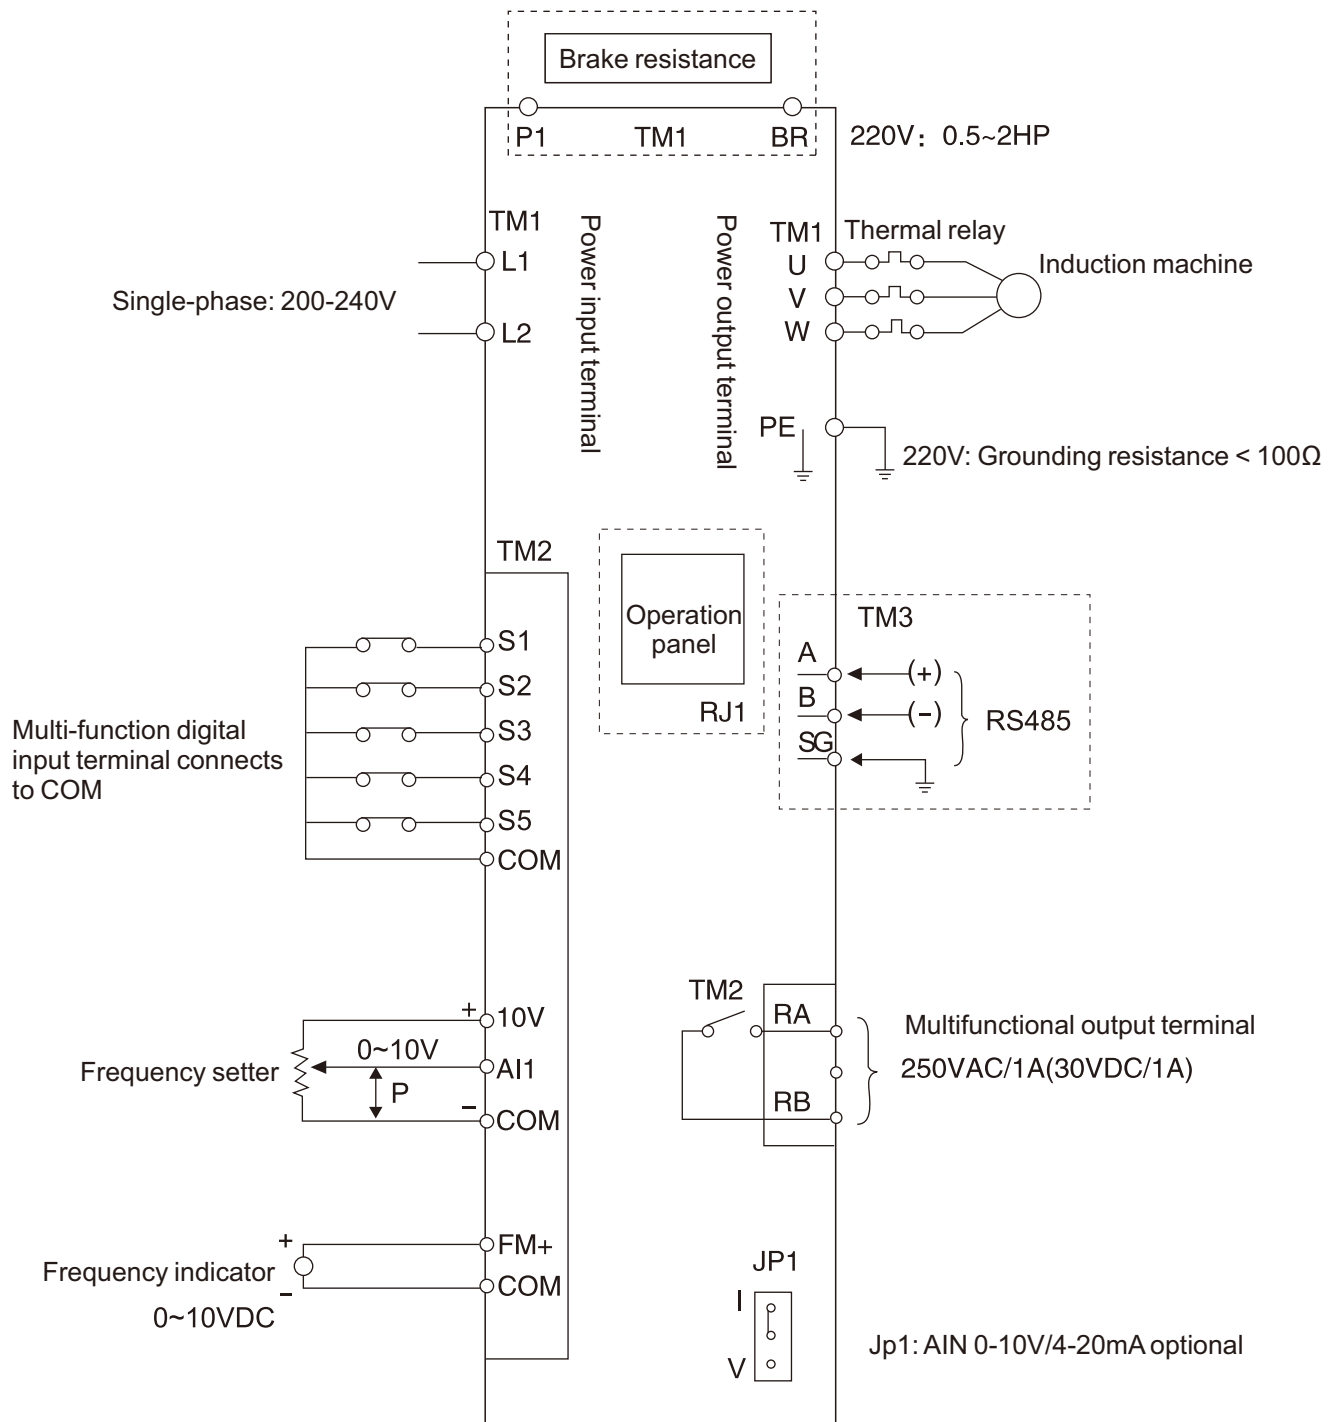 Brake resistance
P1 TM1 BR
220V: 0.5~2HP
TM1
L1
L2
Single-phase: 200-240V
Power input terminal
Power output terminal
TM1
U
V
W
Thermal relay
Induction machine
PE
220V: Grounding resistance < 100Ω
TM2
S1
S2
S3
S4
S5
COM
Multi-function digital
input terminal connects
to COM
Operation
panel
RJ1
TM3
A
(+)
B
(-)
SG
RS485
+
10V
0~10V
AI1
P
-
COM
Frequency setter
TM2
RA
RB
Multifunctional output terminal
250VAC/1A(30VDC/1A)
+
FM+
-
COM
Frequency indicator
0~10VDC
JP1
I
V
Jp1: AIN 0-10V/4-20mA optional